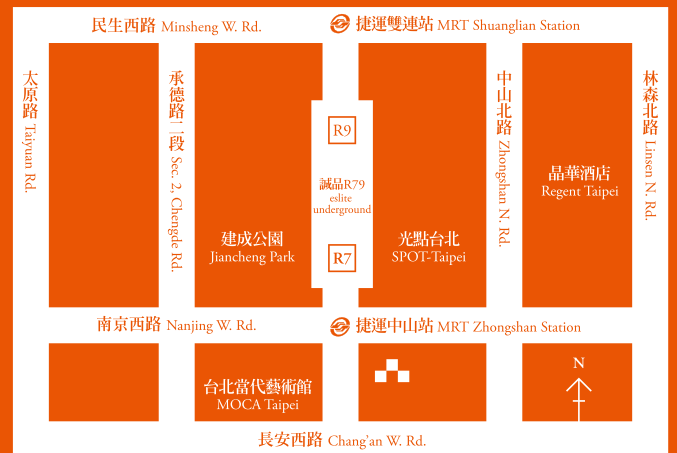 民生西路 Minsheng W. Rd.
捷運雙連站 MRT Shuanglian Station
太原路 Taiyuan Rd.
承德路二段 Sec. 2, Chengde Rd.
中山北路 Zhongshan N. Rd.
林森北路 Linsen N. Rd.
R9
誠品R79
eslite
underground
晶華酒店
Regent Taipei
建成公園
Jiancheng Park
R7
光點台北
SPOT-Taipei
南京西路 Nanjing W. Rd.
捷運中山站 MRT Zhongshan Station
台北當代藝術館
MOCA Taipei
N
長安西路 Chang'an W. Rd.